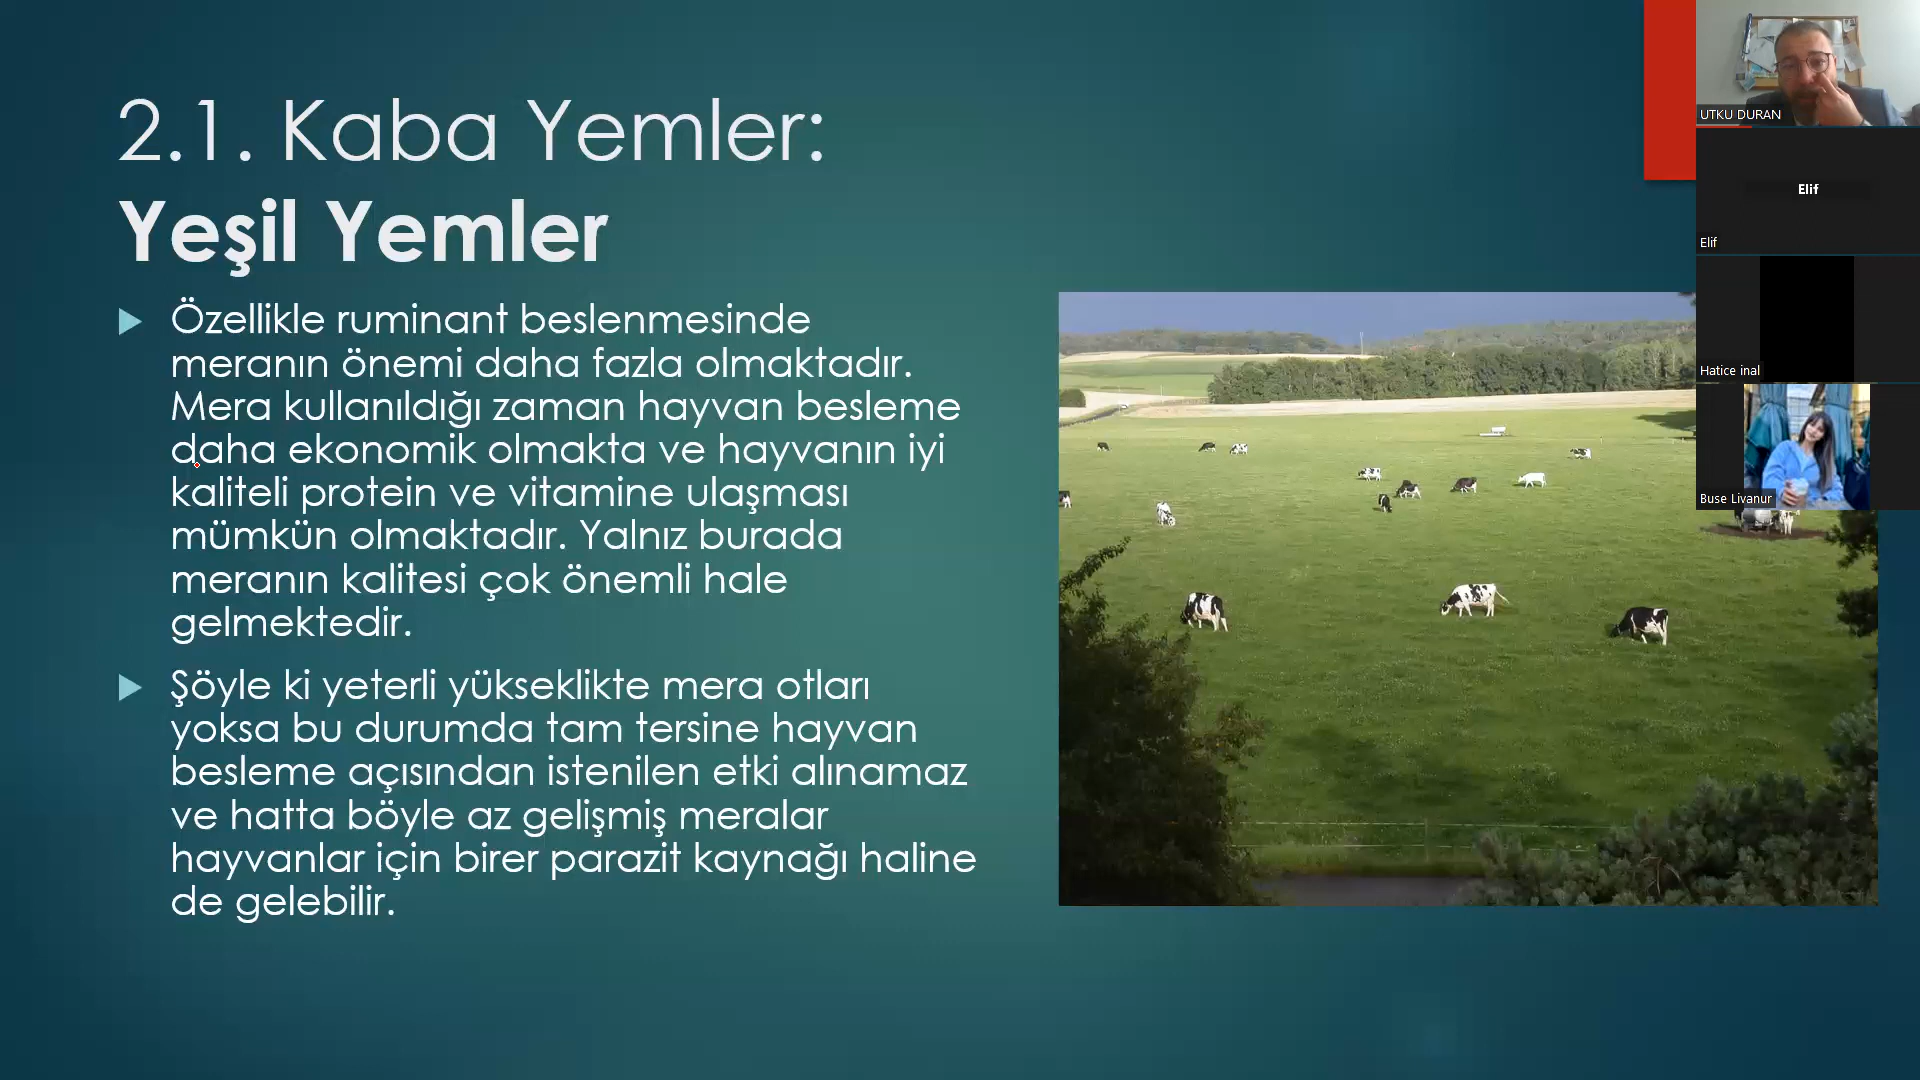 2.1. Kaba Yemler:
Yeşil Yemler
Özellikle ruminant beslenmesinde
meranın önemi daha fazla olmaktadır.
Mera kullanıldığı zaman hayvan besleme
daha ekonomik olmakta ve hayvanın iyi
kaliteli protein ve vitamine ulaşması
mümkün olmaktadır. Yalnız burada
meranın kalitesi çok önemli hale
gelmektedir.
Şöyle ki yeterli yükseklikte mera otları
yoksa bu durumda tam tersine hayvan
besleme açısından istenilen etki alınamaz
ve hatta böyle az gelişmiş meralar
hayvanlar için birer parazit kaynağı haline
de gelebilir.
UTKU DURAN
Elif
Elif
Hatice inal
Buse Livanur